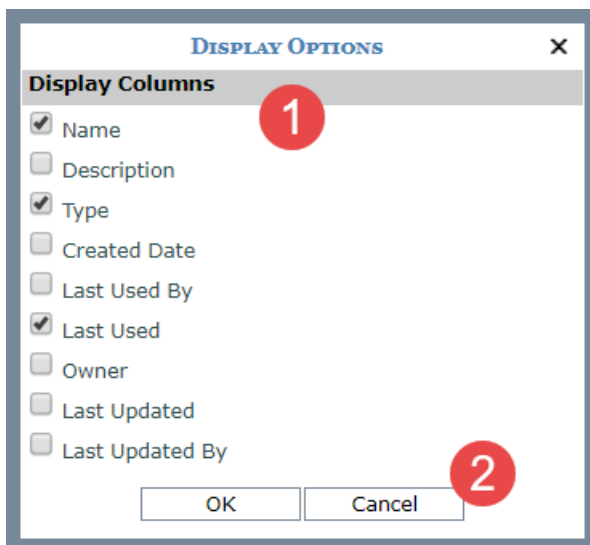 Display Options
Display Columns
1
Name
Description
Type
Created Date
Last Used By
Last Used
Owner
Last Updated
Last Updated By
2
OK Cancel